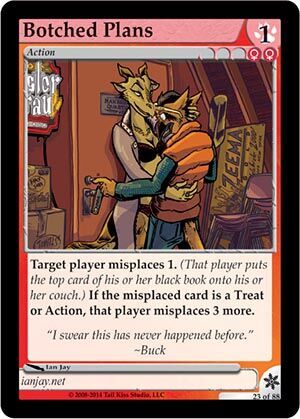 Botched Plans
1
Action
ZEEMA
Target player misplaces 1. (That player puts
the top card of his or her black book onto his or
her couch.) If the misplaced card is a Treat
or Action, that player misplaces 3 more.
"I swear this has never happened before."
~Buck
Ian Jay
ianjay.net
© 2008-2014 Tall Kiss Studio, LLC
23 of 88